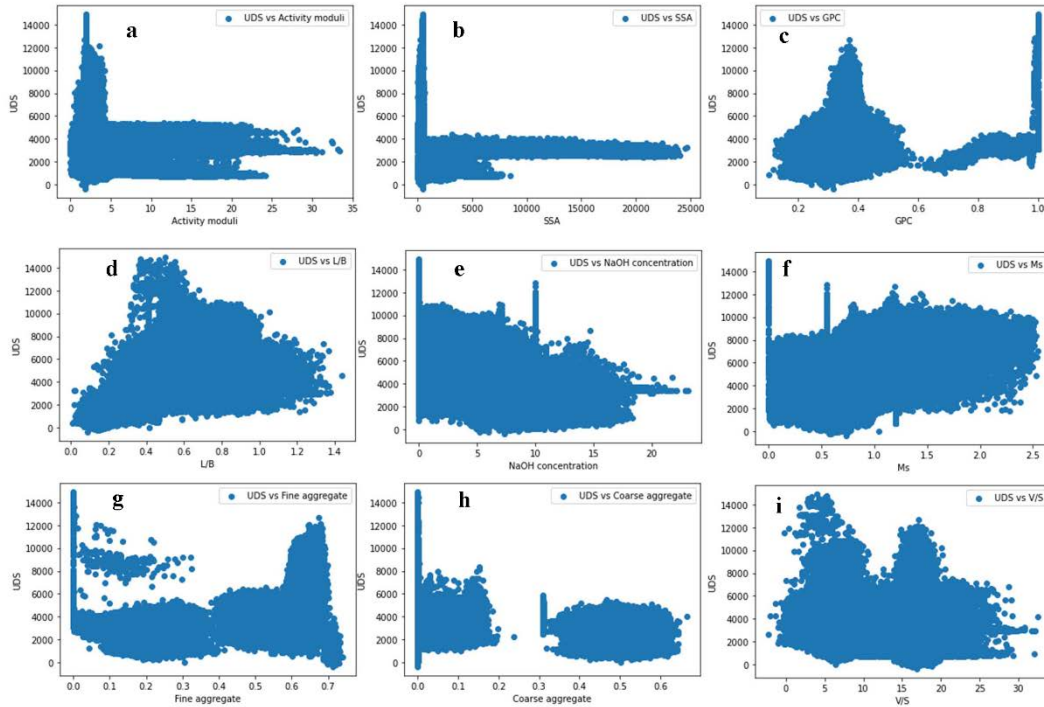 UDS vs Activity moduli
a
14000
12000
10000
8000
6000
4000
2000
0
UDS
0 5 10 15 20 25 30 35
Activity moduli
UDS vs SSA
b
14000
12000
10000
8000
6000
4000
2000
0
UDS
0 5000 10000 15000 20000 25000
SSA
UDS vs GPC
c
14000
12000
10000
8000
6000
4000
2000
0
UDS
0.2 0.4 0.6 0.8 1.0
GPC
UDS vs L/B
d
14000
12000
10000
8000
6000
4000
2000
0
UDS
0.0 0.2 0.4 0.6 0.8 1.0 1.2 1.4
L/B
UDS vs NaOH concentration
e
14000
12000
10000
8000
6000
4000
2000
0
UDS
0 5 10 15 20
NaOH concentration
UDS vs Ms
f
14000
12000
10000
8000
6000
4000
2000
0
UDS
0.0 0.5 1.0 1.5 2.0 2.5
Ms
UDS vs Fine aggregate
g
14000
12000
10000
8000
6000
4000
2000
0
UDS
0.0 0.1 0.2 0.3 0.4 0.5 0.6 0.7
Fine aggregate
UDS vs Coarse aggregate
h
14000
12000
10000
8000
6000
4000
2000
0
UDS
0.0 0.1 0.2 0.3 0.4 0.5 0.6
Coarse aggregate
UDS vs V/S
i
14000
12000
10000
8000
6000
4000
2000
0
UDS
0 5 10 15 20 25 30
V/S